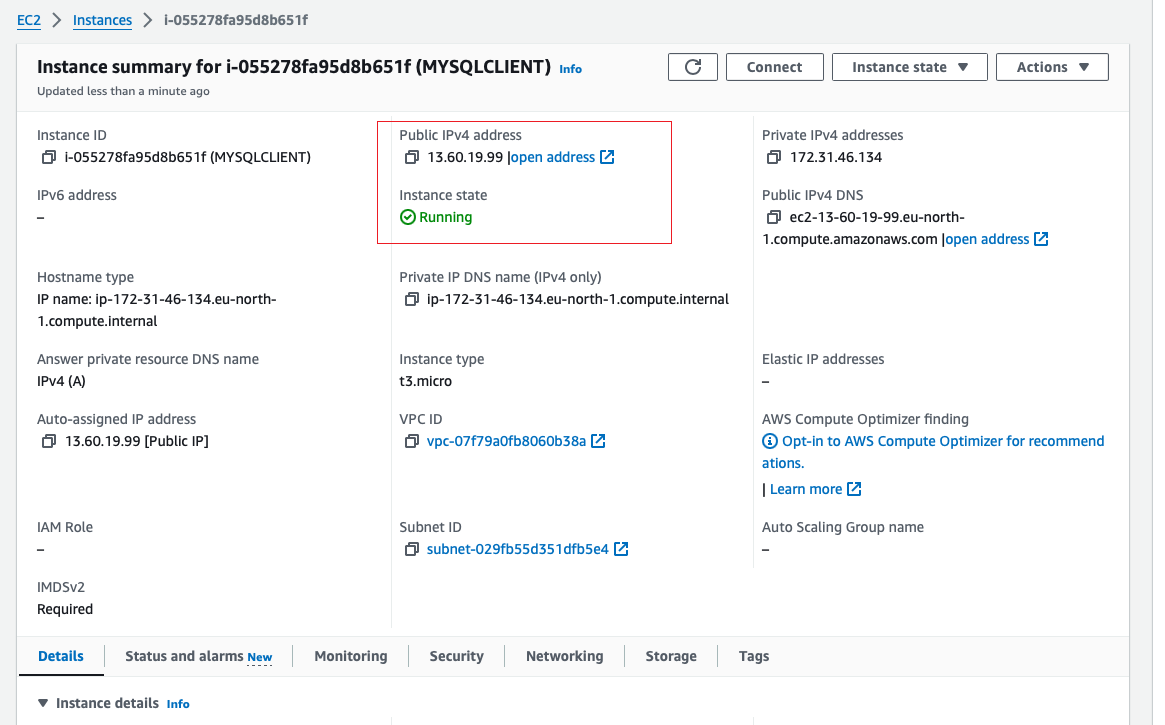 EC2 > Instances > i-055278fa95d8b651f
Instance summary for i-055278fa95d8b651f (MYSQLCLIENT) Info
Updated less than a minute ago
Connect
Instance state
Actions
Instance ID
i-055278fa95d8b651f (MYSQLCLIENT)
Public IPv4 address
13.60.19.99 |open address
Private IPv4 addresses
172.31.46.134
IPv6 address
–
Instance state
Running
Public IPv4 DNS
ec2-13-60-19-99.eu-north-
1.compute.amazonaws.com |open address
Hostname type
IP name: ip-172-31-46-134.eu-north-
1.compute.internal
Private IP DNS name (IPv4 only)
ip-172-31-46-134.eu-north-1.compute.internal
Answer private resource DNS name
IPv4 (A)
Instance type
t3.micro
Elastic IP addresses
–
Auto-assigned IP address
13.60.19.99 [Public IP]
VPC ID
vpc-07f79a0fb8060b38a
AWS Compute Optimizer finding
Opt-in to AWS Compute Optimizer for recommend
ations.
| Learn more
IAM Role
–
Subnet ID
subnet-029fb55d351dfb5e4
Auto Scaling Group name
–
IMDSv2
Required
Details
Status and alarms New
Monitoring
Security
Networking
Storage
Tags
Instance details Info